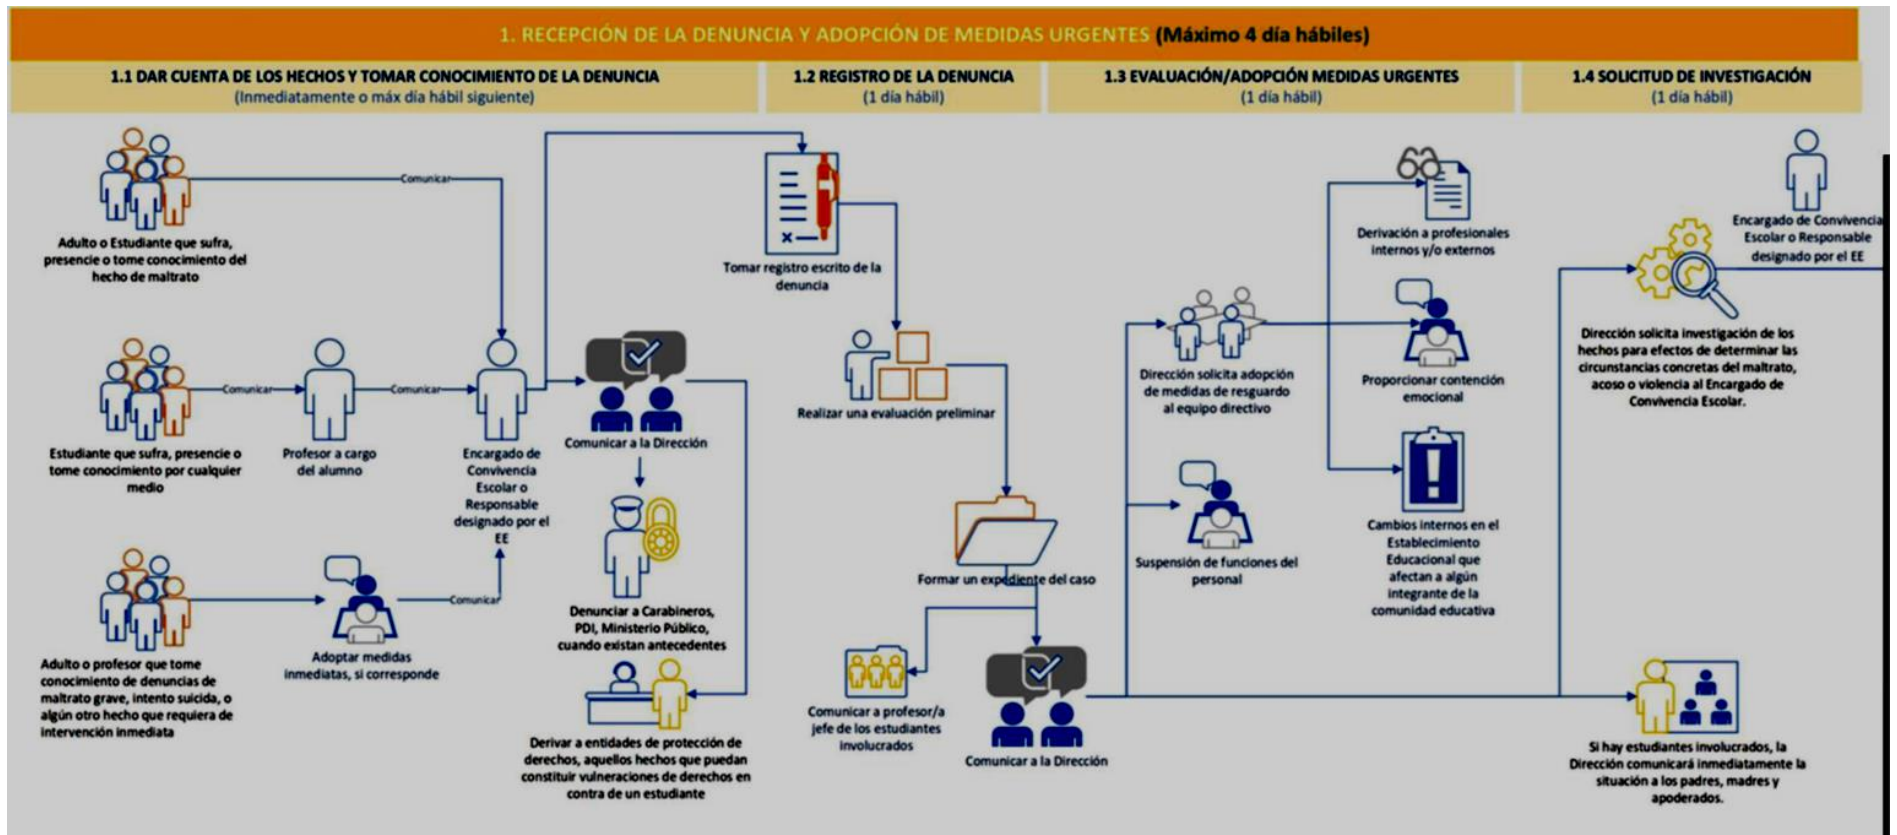 1. RECEPCIÓN DE LA DENUNCIA Y ADOPCIÓN DE MEDIDAS URGENTES (Máximo 4 día hábiles)
1.1 DAR CUENTA DE LOS HECHOS Y TOMAR CONOCIMIENTO DE LA DENUNCIA
(Inmediatamente o máx día hábil siguiente)
1.2 REGISTRO DE LA DENUNCIA
(1 día hábil)
1.3 EVALUACIÓN/ADOPCIÓN MEDIDAS URGENTES
(1 día hábil)
1.4 SOLICITUD DE INVESTIGACIÓN
(1 día hábil)
Comunicar
Adulto o Estudiante que sufra,
presencie o tome conocimiento del
hecho de maltrato
Comunicar
Comunicar
Estudiante que sufra, presencie o
tome conocimiento por cualquier
medio
Profesor a cargo
del alumno
Encargado de
Convivencia
Escolar o
Responsable
designado por el
EE
Comunicar a la Dirección
Denunciar a Carabineros,
PDI, Ministerio Público,
cuando existan antecedentes
Comunicar
Adulto o profesor que tome
conocimiento de denuncias de
maltrato grave, intento suicida, o
algún otro hecho que requiera de
intervención inmediata
Adoptar medidas
inmediatas, si corresponde
Derivar a entidades de protección de
derechos, aquellos hechos que puedan
constituir vulneraciones de derechos en
contra de un estudiante
Tomar registro escrito de la
denuncia
Realizar una evaluación preliminar
Formar un expediente del caso
Comunicar a profesor/a
jefe de los estudiantes
involucrados
Comunicar a la Dirección
Dirección solicita adopción
de medidas de resguardo
al equipo directivo
Suspensión de funciones del
personal
Derivación a profesionales
internos y/o externos
Proporcionar contención
emocional
Cambios internos en el
Establecimiento
Educacional que
afectan a algún
integrante de la
comunidad educativa
Encargado de Convivencia
Escolar o Responsable
designado por el EE
Dirección solicita investigación de los
hechos para efectos de determinar las
circunstancias concretas del maltrato,
acoso o violencia al Encargado de
Convivencia Escolar.
Si hay estudiantes involucrados, la
Dirección comunicará inmediatamente la
situación a los padres, madres y
apoderados.